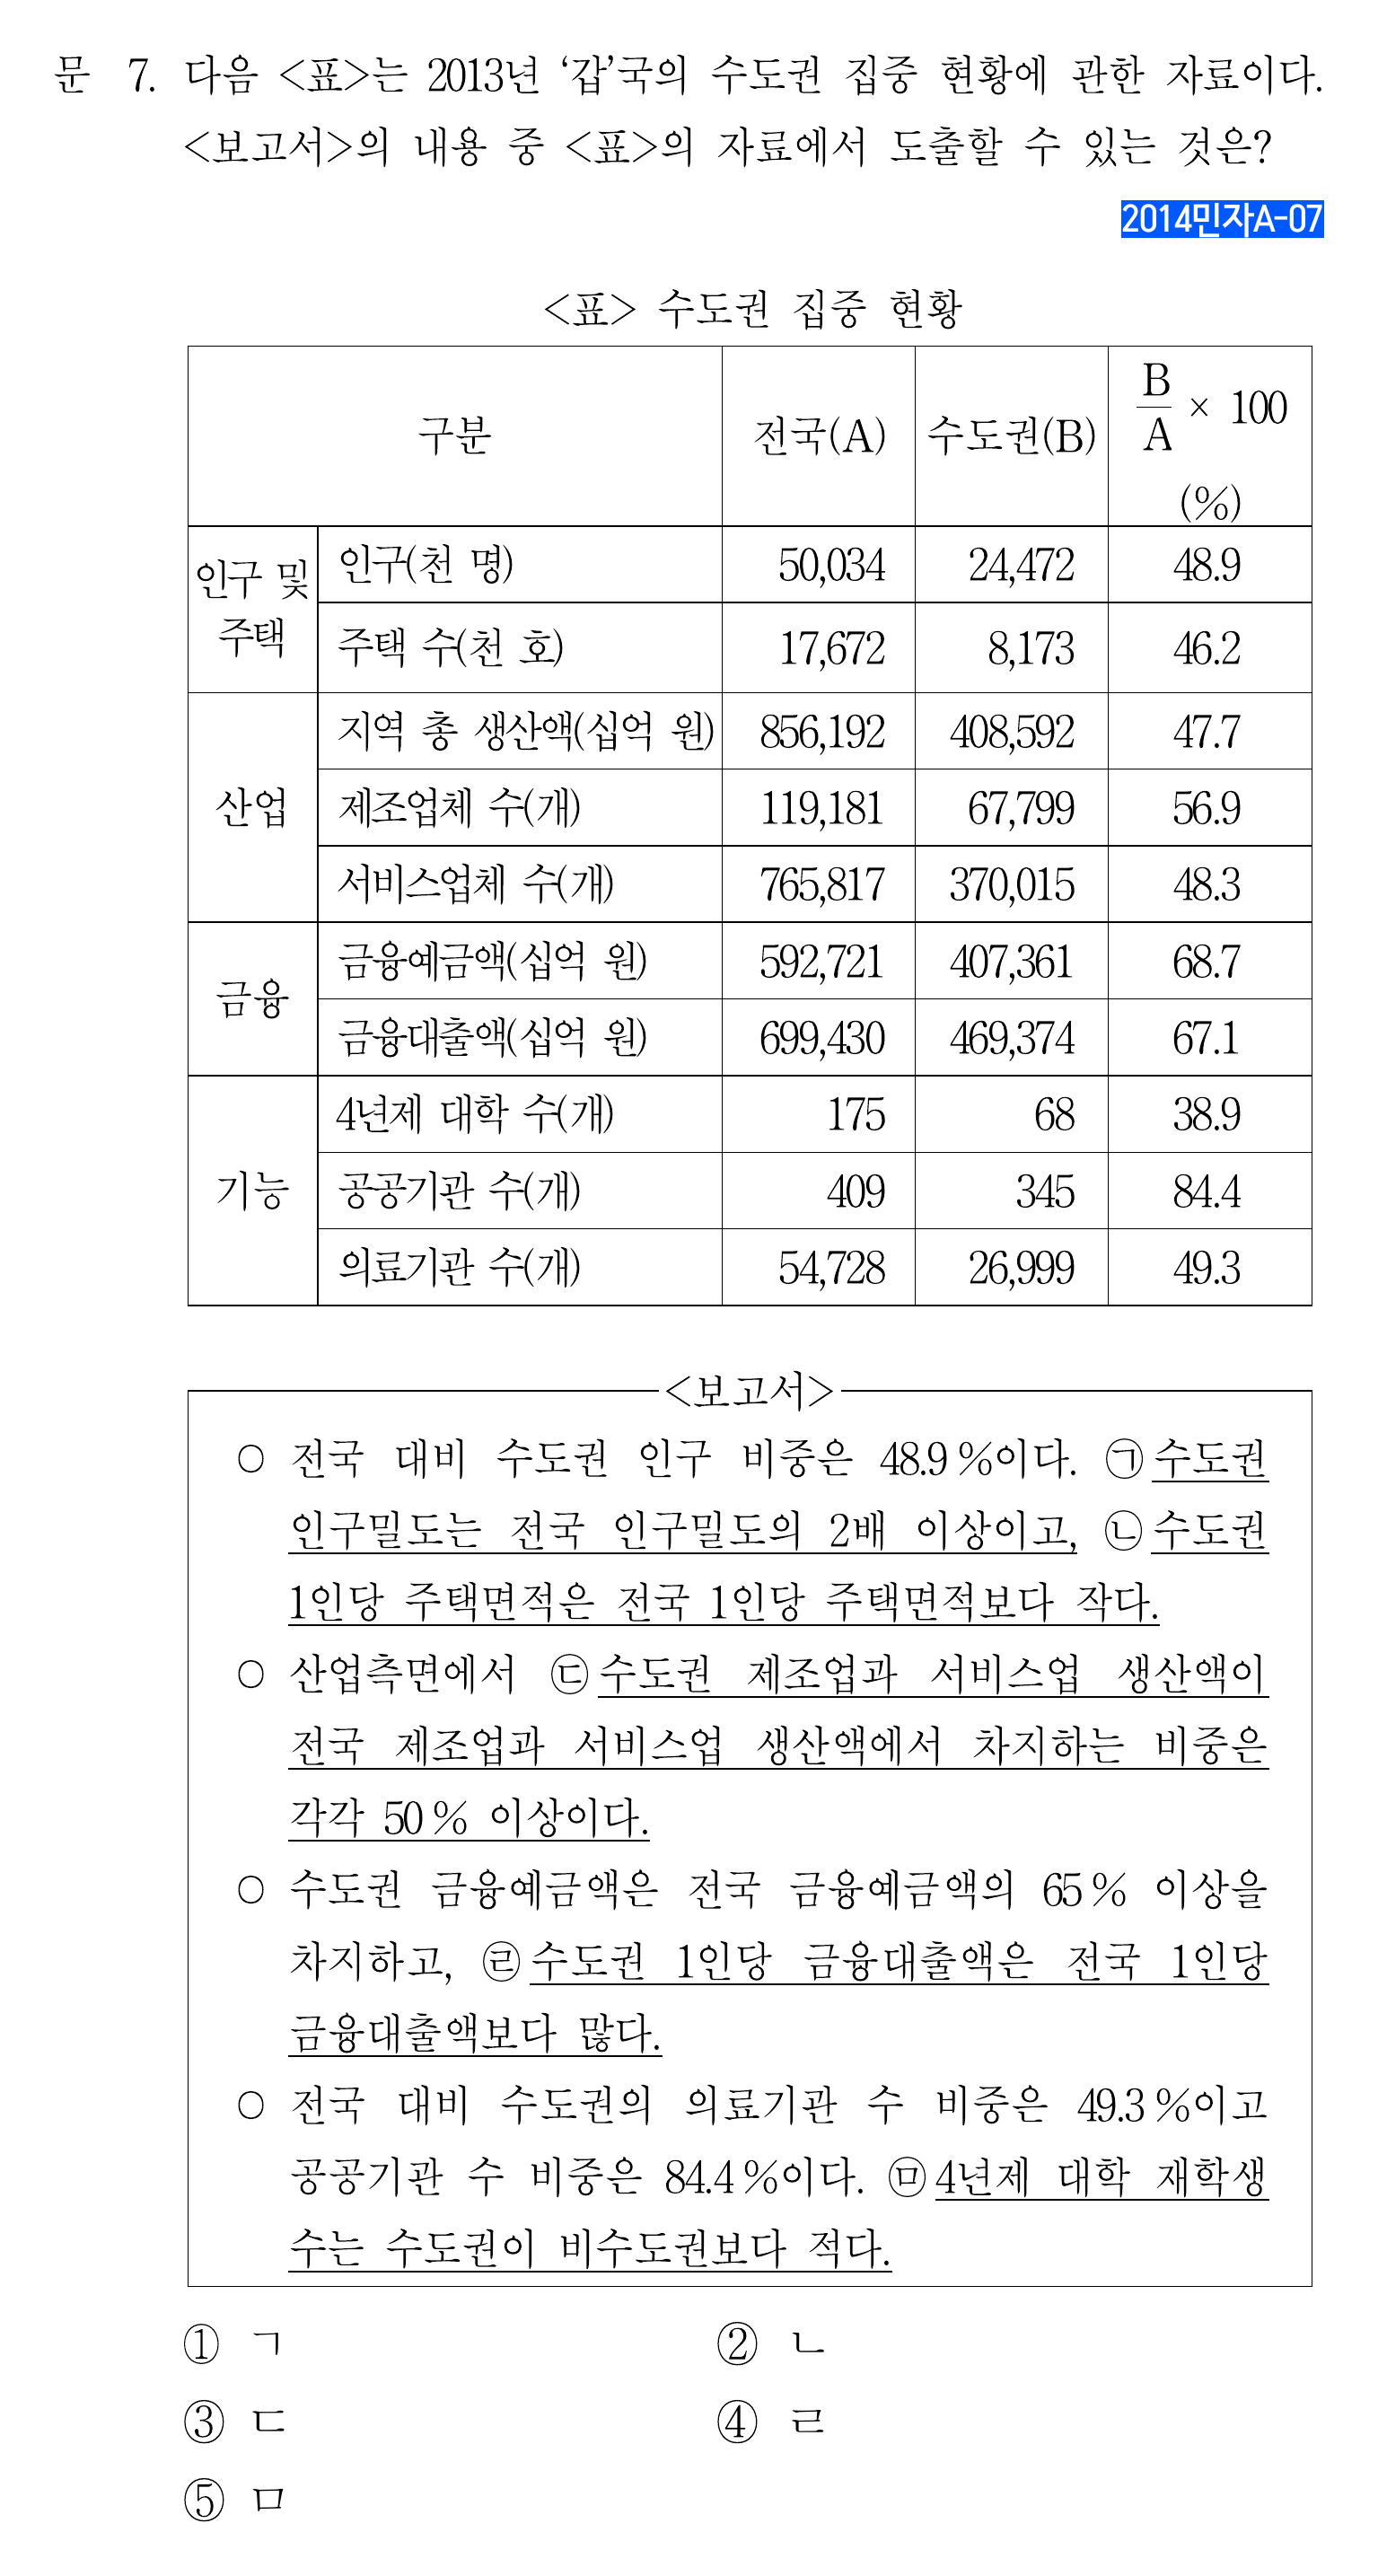 문 7. 다음 <표>는 2013년 ‘갑’국의 수도권 집중 현황에 관한 자료이다.
<보고서>의 내용 중 <표>의 자료에서 도출할 수 있는 것은?
2014민자A-07
<표> 수도권 집중 현황
구분 전국(A) 수도권(B) B/A × 100 (%)
인구 및 주택
인구(천 명) 50,034 24,472 48.9
주택 수(천 호) 17,672 8,173 46.2
산업
지역 총 생산액(십억 원) 856,192 408,592 47.7
제조업체 수(개) 119,181 67,799 56.9
서비스업체 수(개) 765,817 370,015 48.3
금융
금융예금액(십억 원) 592,721 407,361 68.7
금융대출액(십억 원) 699,430 469,374 67.1
기능
4년제 대학 수(개) 175 68 38.9
공공기관 수(개) 409 345 84.4
의료기관 수(개) 54,728 26,999 49.3
<보고서>
○ 전국 대비 수도권 인구 비중은 48.9%이다. ㉠수도권
인구밀도는 전국 인구밀도의 2배 이상이고, ㉡수도권
1인당 주택면적은 전국 1인당 주택면적보다 작다.
○ 산업측면에서 ㉢수도권 제조업과 서비스업 생산액이
전국 제조업과 서비스업 생산액에서 차지하는 비중은
각각 50% 이상이다.
○ 수도권 금융예금액은 전국 금융예금액의 65% 이상을
차지하고, ㉣수도권 1인당 금융대출액은 전국 1인당
금융대출액보다 많다.
○ 전국 대비 수도권의 의료기관 수 비중은 49.3%이고
공공기관 수 비중은 84.4%이다. ㉤4년제 대학 재학생
수는 수도권이 비수도권보다 적다.
① ㄱ ② ㄴ
③ ㄷ ④ ㄹ
⑤ ㅁ